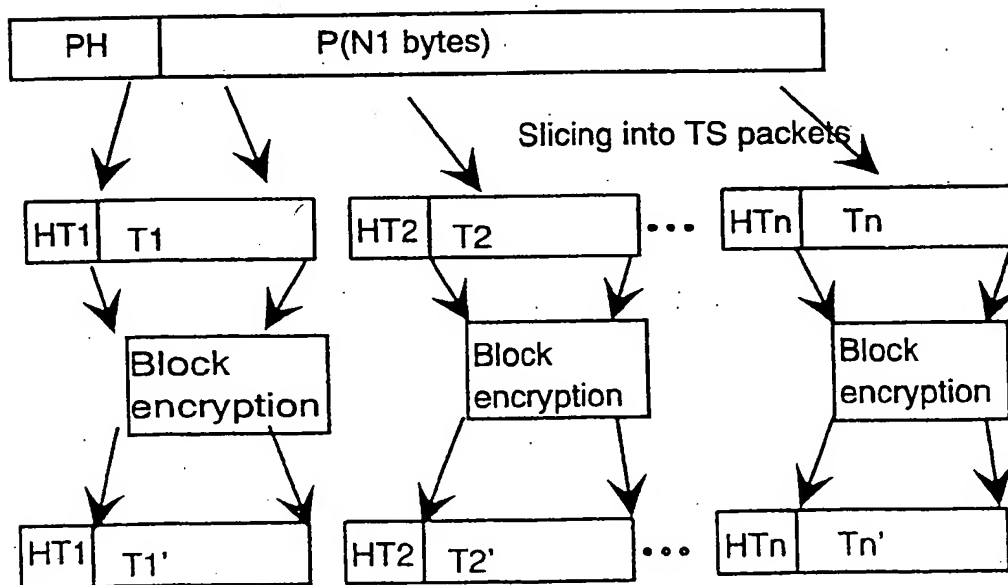 PH P(N1 bytes)
Slicing into TS packets
HT1 T1 HT2 T2 ••• HTn Tn
Block Block Block
encryption encryption encryption
HT1 T1' HT2 T2' ••• HTn Tn'